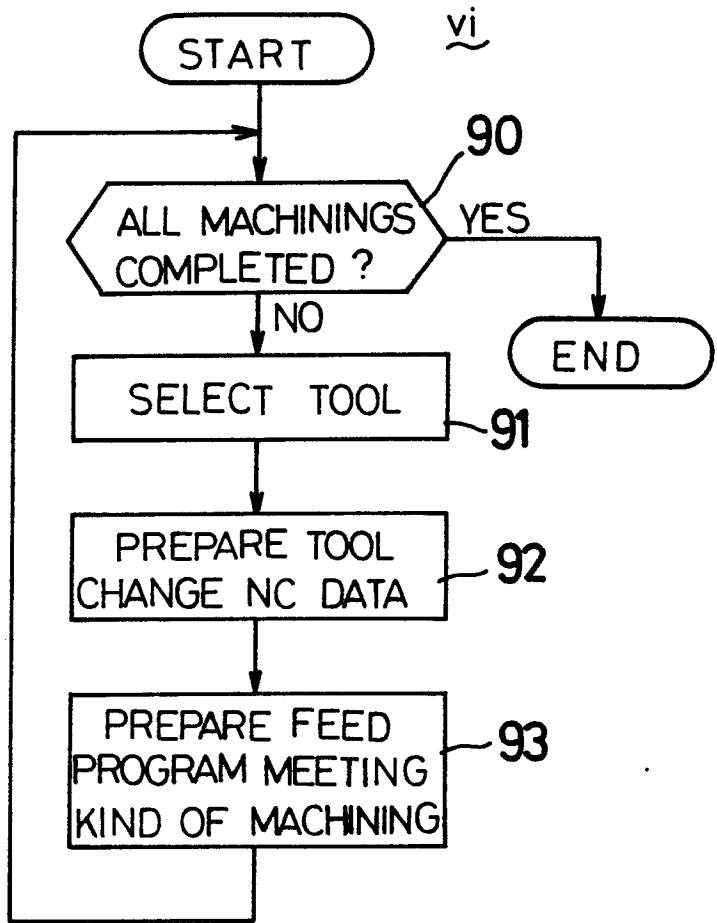 START
vi
90
ALL MACHININGS
COMPLETED ?
YES
NO
END
SELECT TOOL
91
PREPARE TOOL
CHANGE NC DATA
92
PREPARE FEED
PROGRAM MEETING
KIND OF MACHINING
93